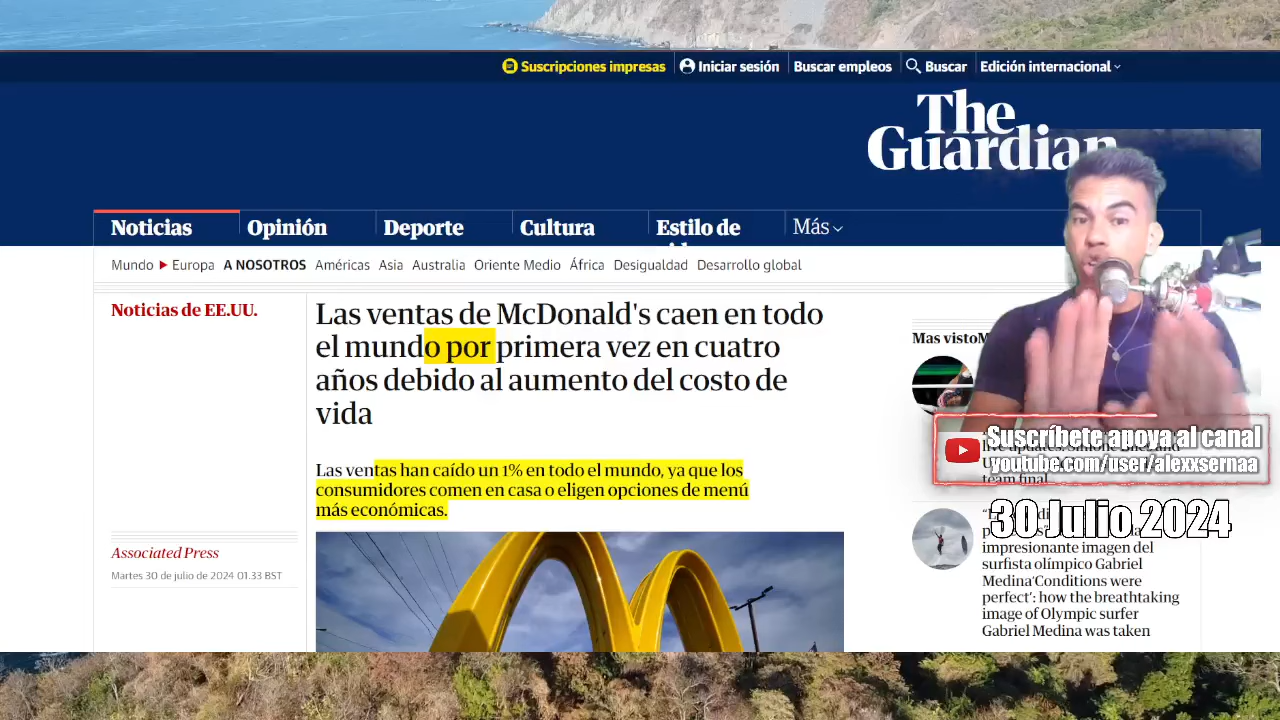 Suscripciones impresas
Iniciar sesión
Buscar empleos
Buscar
Edición internacional
The
Guardian
Noticias
Opinión
Deporte
Cultura
Estilo de
Más
Mundo
Europa
A NOSOTROS
Américas
Asia
Australia
Oriente Medio
África
Desigualdad
Desarrollo global
Noticias de EE.UU.
Las ventas de McDonald's caen en todo
el mundo por primera vez en cuatro
años debido al aumento del costo de
vida
Las ventas han caído un 1% en todo el mundo, ya que los
consumidores comen en casa o eligen opciones de menú
más económicas.
Associated Press
Martes 30 de julio de 2024 01.33 BST
Mas visto
Suscríbete apoya al canal
youtube.com/user/alexxsernaa
team final
30 Julio 2024
impresionante imagen del
surfista olímpico Gabriel
Medina‘Conditions were
perfect’: how the breathtaking
image of Olympic surfer
Gabriel Medina was taken